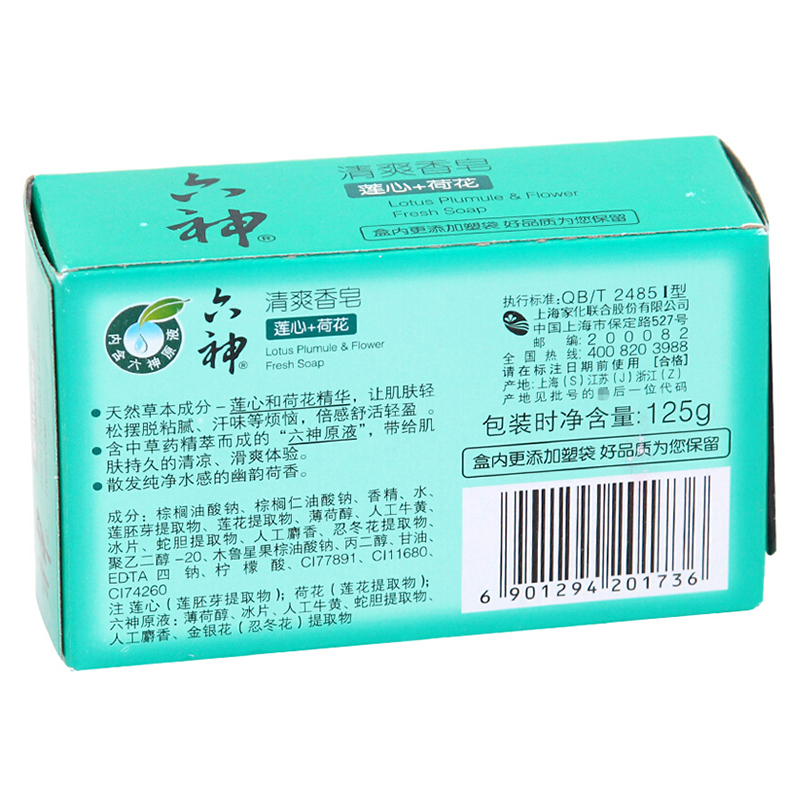 六神®
清爽香皂
莲心+荷花
Lotus Plumule & Flower
Fresh Soap
盒内更添加塑袋 好品质为您保留
内含六神原液
六神®
清爽香皂
莲心+荷花
Lotus Plumule & Flower
Fresh Soap
• 天然草本成分-莲心和荷花精华，让肌肤轻
松摆脱粘腻、汗味等烦恼，倍感舒活轻盈。
• 含中草药精萃而成的“六神原液”，带给肌
肤持久的清凉、滑爽体验。
• 散发纯净水感的幽韵荷香。
成分：棕榈油酸钠、棕榈仁油酸钠、香精、水、
莲胚芽提取物、莲花提取物、薄荷醇、人工牛黄、
冰片、蛇胆提取物、人工麝香、忍冬花提取物、
聚乙二醇-20、木鲁星果棕油酸钠、丙二醇、甘油、
EDTA 四 钠、柠 檬 酸、CI77891、CI11680、
CI74260
注 莲心（莲胚芽提取物）；荷花（莲花提取物）；
六神原液：薄荷醇、冰片、人工牛黄、蛇胆提取物、
人工麝香、金银花（忍冬花）提取物
执行标准：QB/T 2485 I型
上海家化联合股份有限公司
中国上海市保定路527号
邮 编：200082
全 国 热 线：400 820 3988
请在标注日期前使用 [合格]
产地：上海（S）江苏（J）浙江（Z）
产地见批号的最后一位代码
包装时净含量：125g
盒内更添加塑袋 好品质为您保留
6 901294 201736